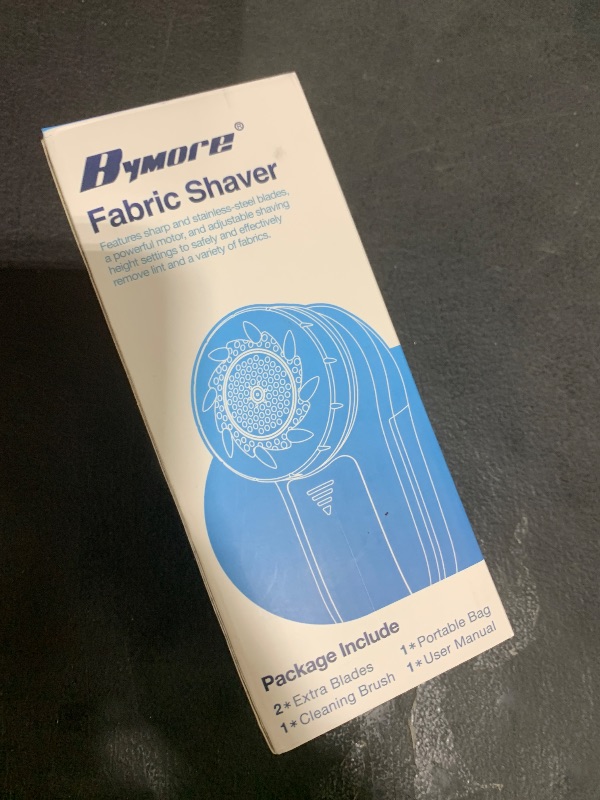 Bymore®
Fabric Shaver
Features sharp and stainless-steel blades,
a powerful motor, and adjustable shaving
height settings to safely and effectively
remove lint and a variety of fabrics.
Package Include
2*Extra Blades
1*Portable Bag
1*Cleaning Brush
1*User Manual